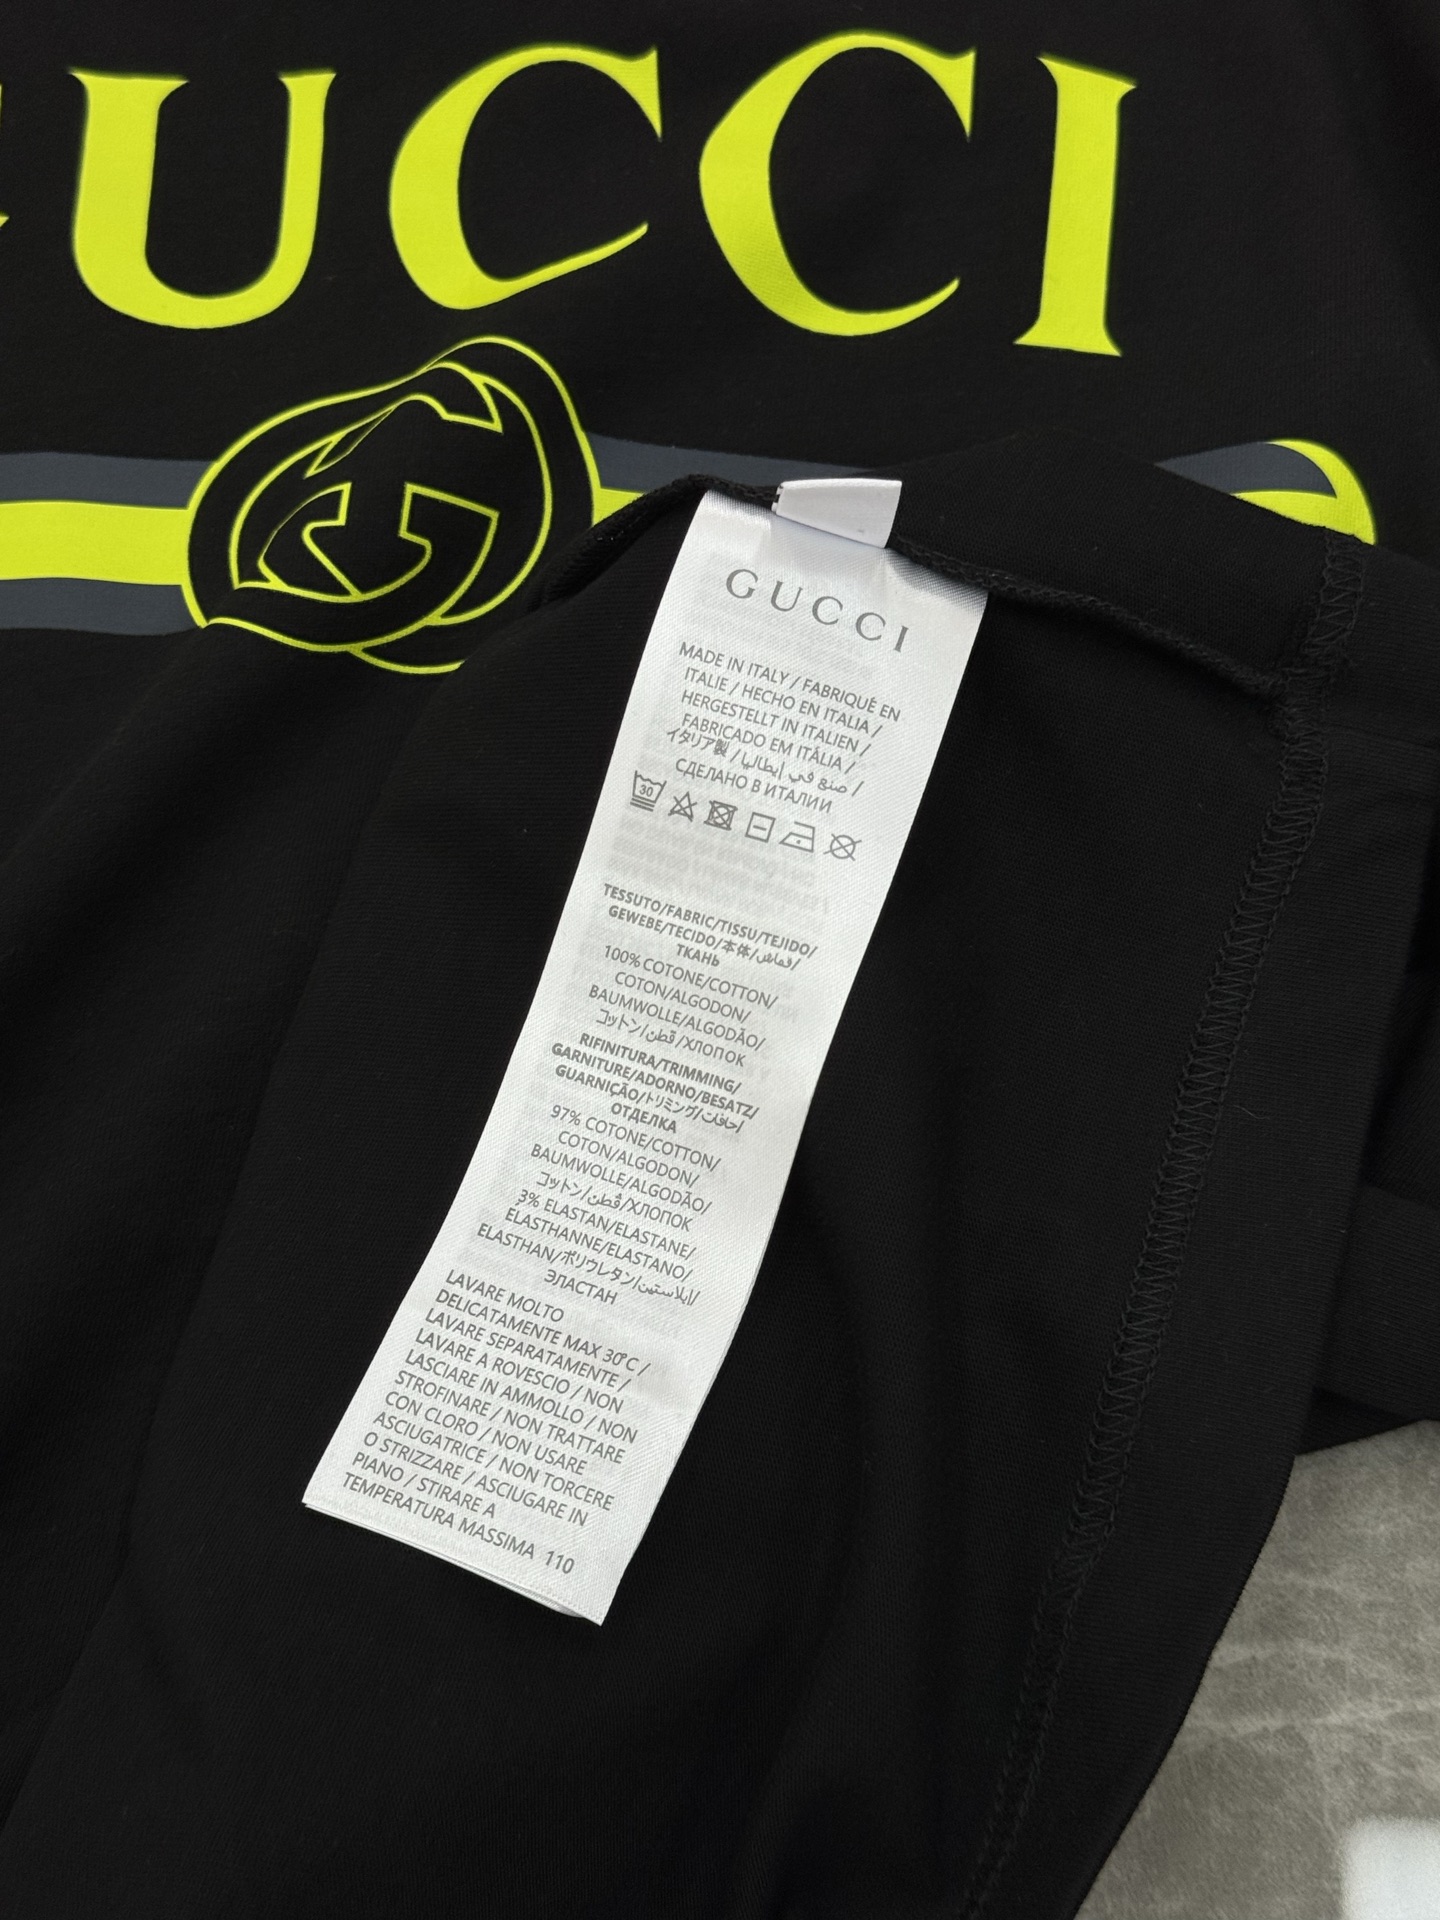 GUCCI
GUCCI
MADE IN ITALY / FABRIQUÉ EN
ITALIE / HECHO EN ITALIA /
HERGESTELLT IN ITALIEN /
FABRICADO EM ITÁLIA /
イタリア製 / صنع في إيطاليا /
СДЕЛАНО В ИТАЛИИ
30
TESSUTO/FABRIC/TISSU/TEJIDO/
GEWEBE/TECIDO/本体/قماش/
ТКАНЬ
100% COTONE/COTTON/
COTON/ALGODON/
BAUMWOLLE/ALGODÃO/
コットン/قطن/ХЛОПОК
RIFINITURA/TRIMMING/
GARNITURE/ADORNO/BESATZ/
GUARNIÇÃO/トリミング/حافات/
ОТДЕЛКА
97% COTONE/COTTON/
COTON/ALGODON/
BAUMWOLLE/ALGODÃO/
コットン/قطن/ХЛОПОК
3% ELASTAN/ELASTANE/
ELASTHANNE/ELASTANO/
ELASTHAN/ポリウレタン/إيلاستين/
ЭЛАСТАН
LAVARE MOLTO
DELICATAMENTE MAX 30°C /
LAVARE SEPARATAMENTE /
LAVARE A ROVESCIO / NON
LASCIARE IN AMMOLLO / NON
STROFINARE / NON TRATTARE
CON CLORO / NON USARE
ASCIUGATRICE / NON TORCERE
O STRIZZARE / ASCIUGARE IN
PIANO / STIRARE A
TEMPERATURA MASSIMA 110